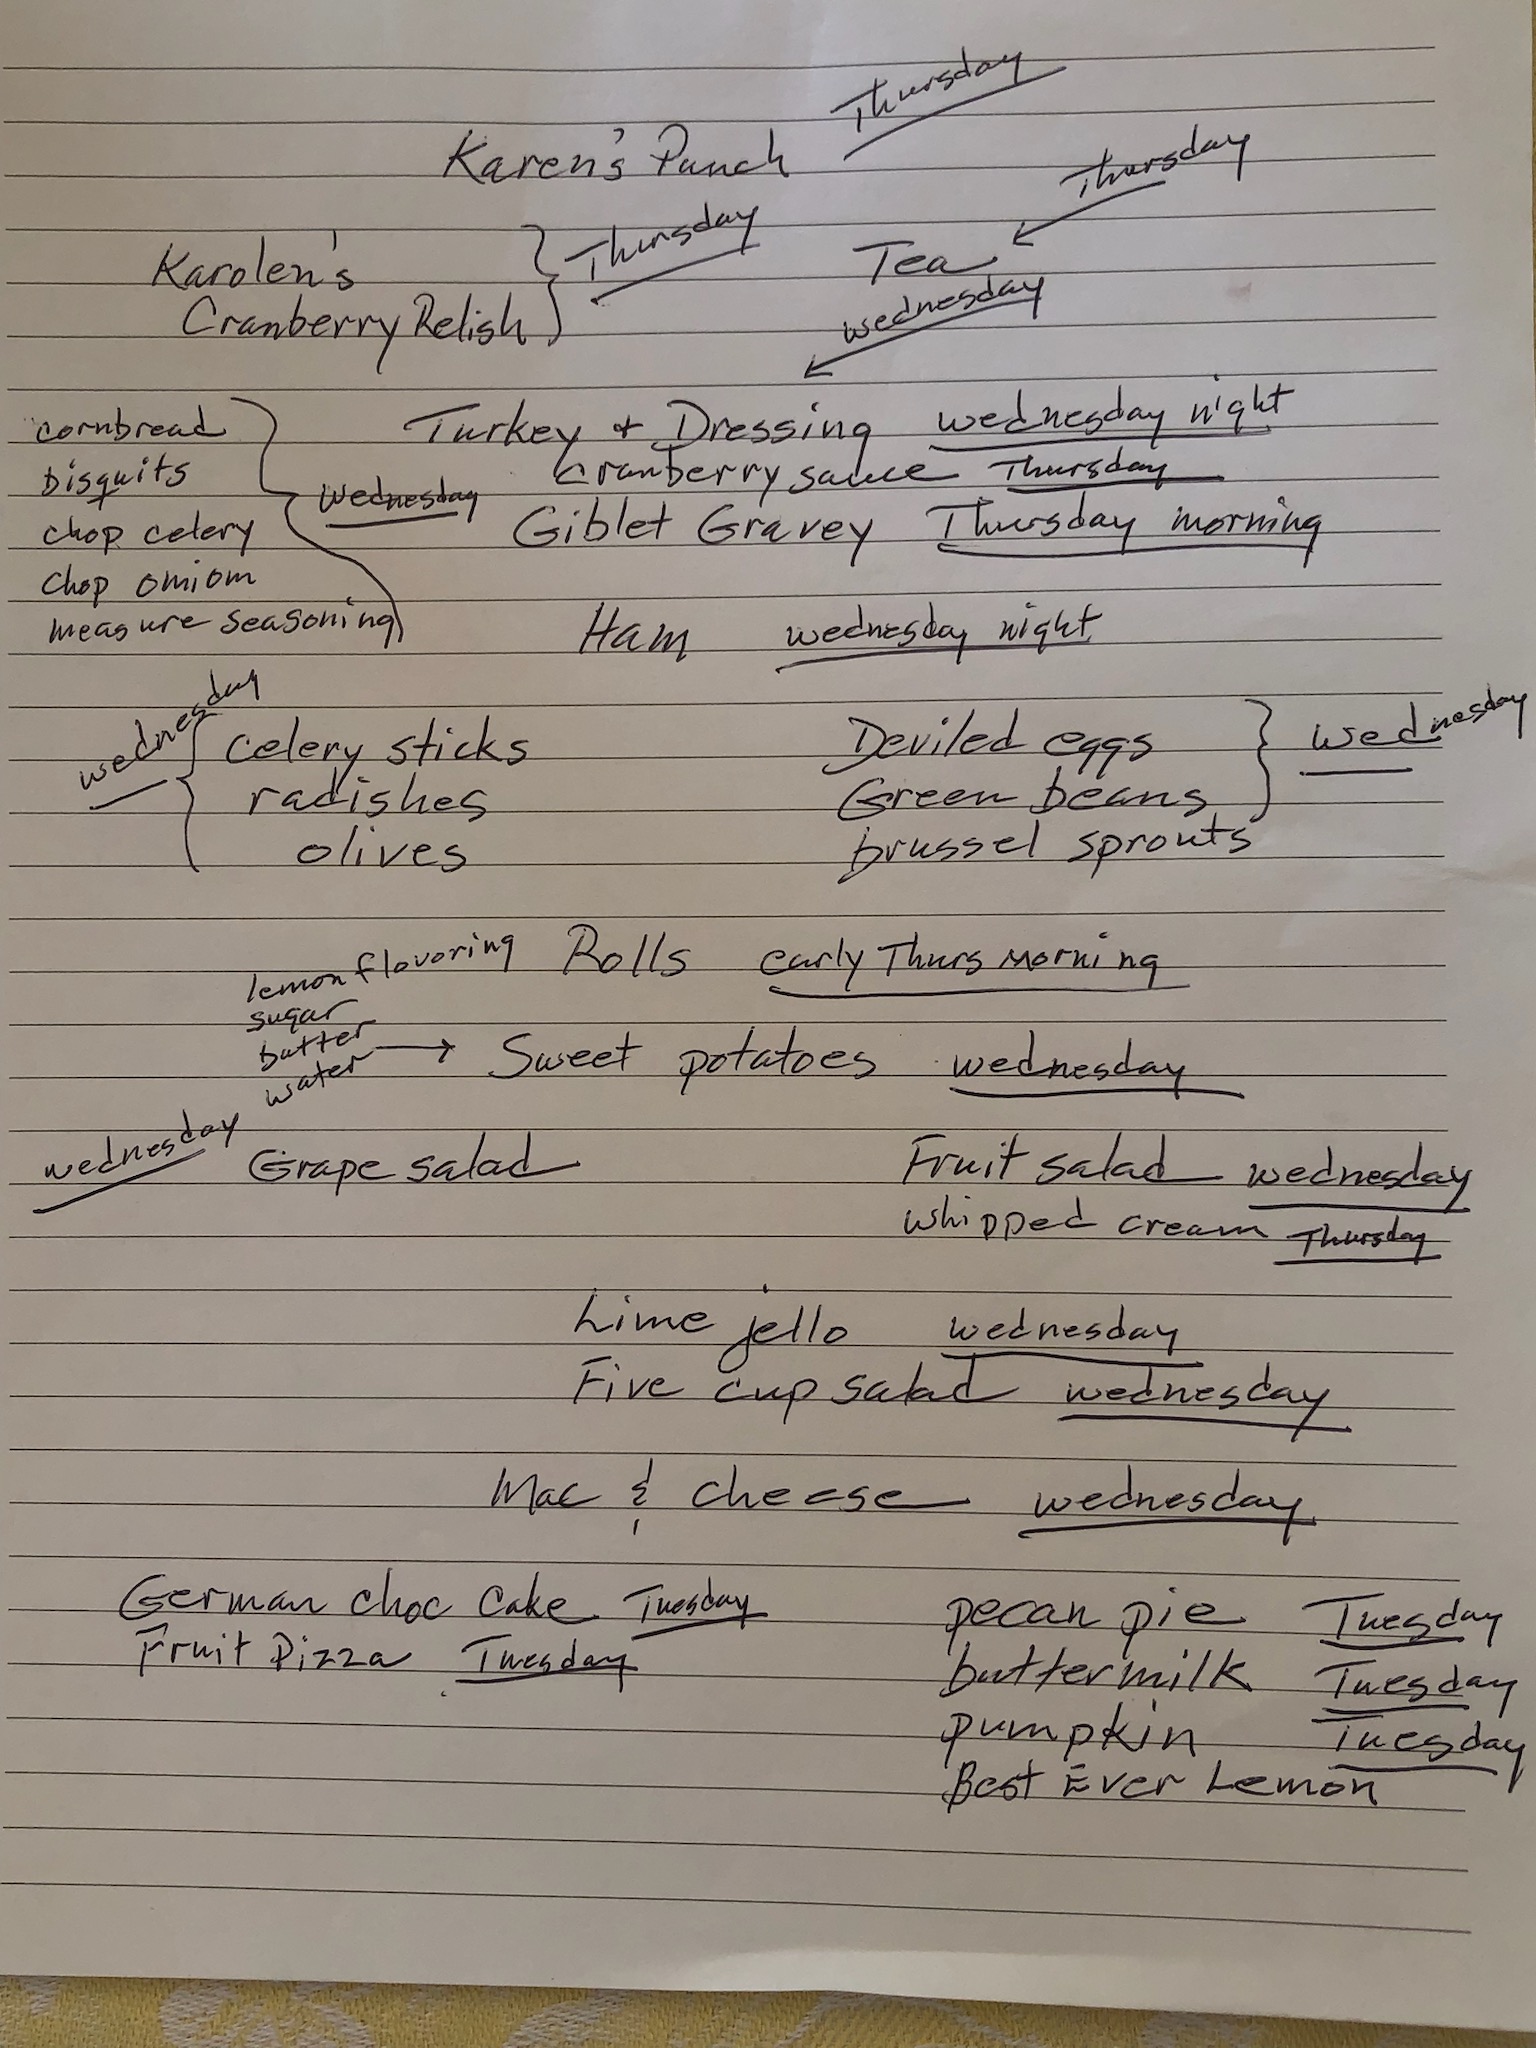 Thursday
Karen's Punch
Thursday
Karolen's
Cranberry Relish
Thursday
Tea
wednesday
cornbread
bisquits
chop celery
chop onion
measure seasoning
wednesday
Turkey + Dressing wednesday night
Cranberry sauce Thursday
Giblet Gravey Thursday morning
Ham wednesday night
wednesday
celery sticks
radishes
olives
Deviled eggs
Green beans
brussel sprouts
wednesday
Rolls early Thurs Morning
lemon flavoring
sugar
butter
water
Sweet potatoes wednesday
wednesday Grape salad
Fruit salad wednesday
whipped cream Thursday
Lime jello wednesday
Five cup salad wednesday
Mac & cheese wednesday
German choc cake Tuesday
Fruit Pizza Tuesday
pecan pie Tuesday
buttermilk Tuesday
pumpkin Tuesday
Best Ever Lemon